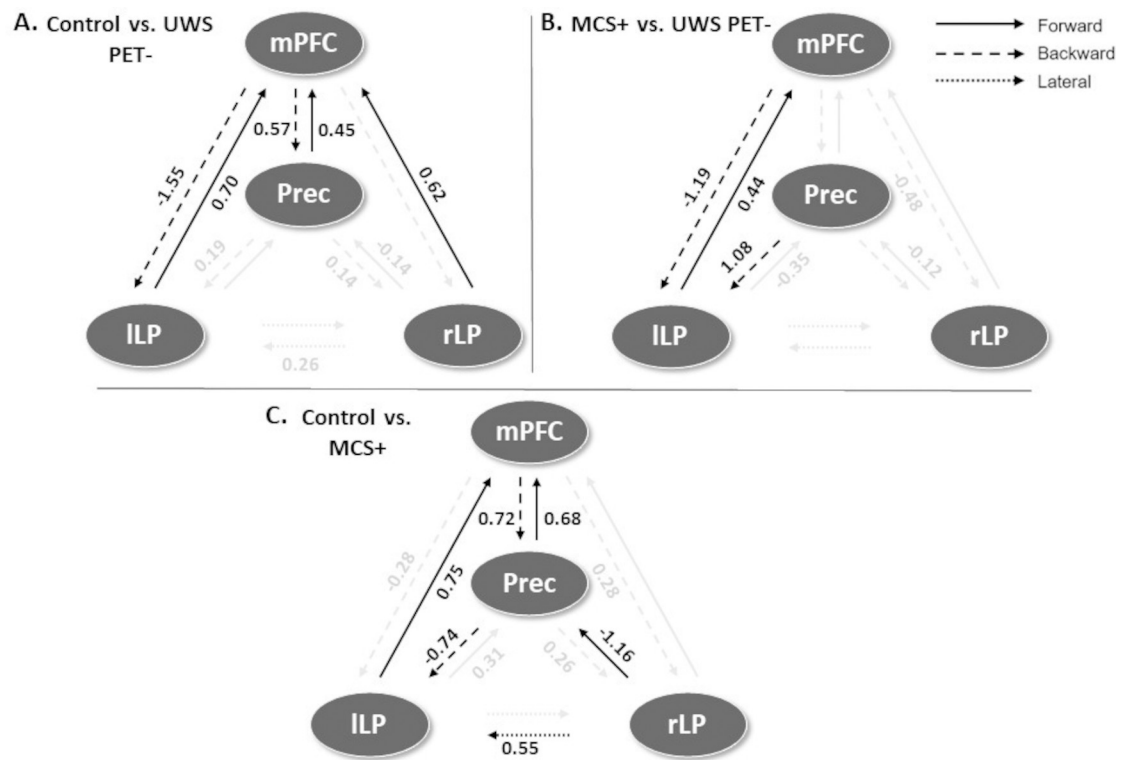 A. Control vs. UWS
PET-
mPFC
0.57
0.45
-1.55
0.70
0.62
Prec
0.19
-0.14
0.14
lLP
rLP
0.26
B. MCS+ vs. UWS PET-
mPFC
-1.19
0.44
-0.48
Prec
1.08
-0.35
-0.12
lLP
rLP
Forward
Backward
Lateral
C. Control vs.
MCS+
mPFC
0.72
0.68
-0.28
0.75
0.28
Prec
-0.74
0.31
0.26
-1.16
lLP
rLP
0.55